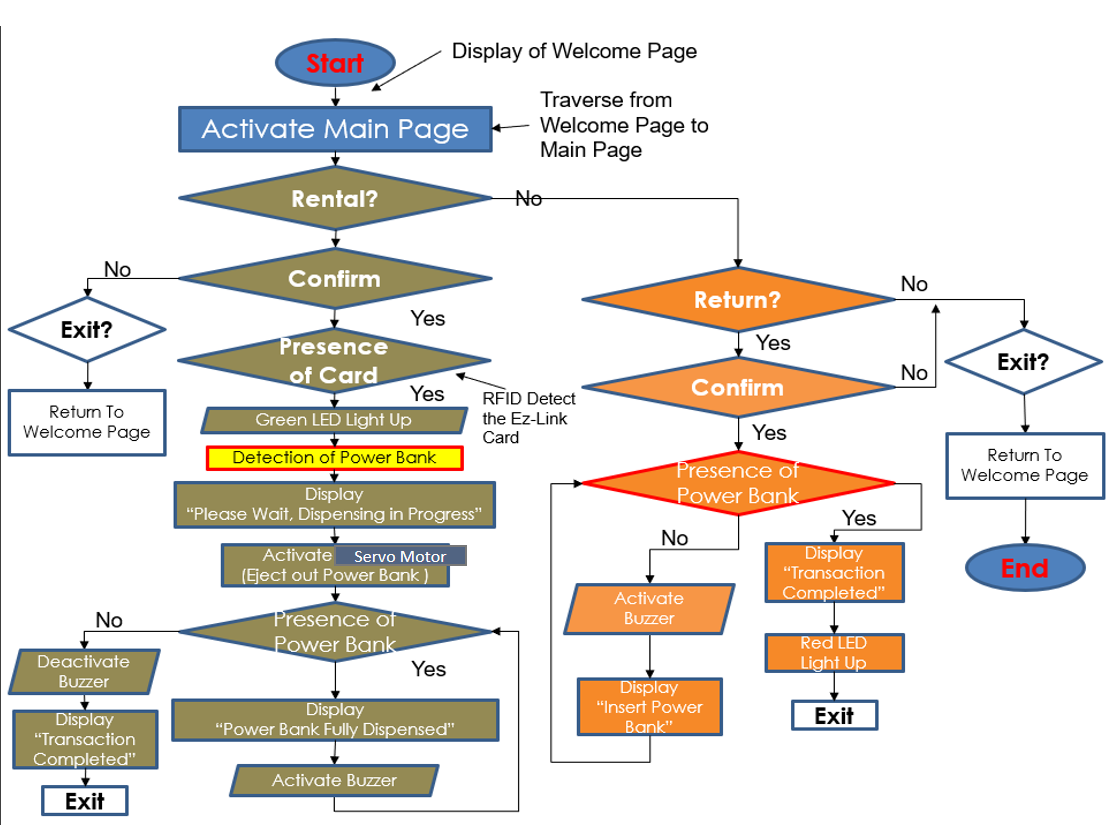 Start
Display of Welcome Page
Activate Main Page
Traverse from
Welcome Page to
Main Page
Rental?
No
Confirm
No
Yes
Exit?
Return To
Welcome Page
Presence
of Card
Yes
RFID Detect
the Ez-Link
Card
Green LED Light Up
Detection of Power Bank
Display
“Please Wait, Dispensing in Progress”
Activate
Servo Motor
(Eject out Power Bank )
Presence of
Power Bank
No
Yes
Deactivate
Buzzer
Display
“Transaction
Completed”
Exit
Display
“Power Bank Fully Dispensed”
Activate Buzzer
Return?
No
Yes
Confirm
No
Yes
Exit?
Return To
Welcome Page
End
Presence of
Power Bank
No
Yes
Activate
Buzzer
Display
“Insert Power
Bank”
Display
“Transaction
Completed”
Red LED
Light Up
Exit